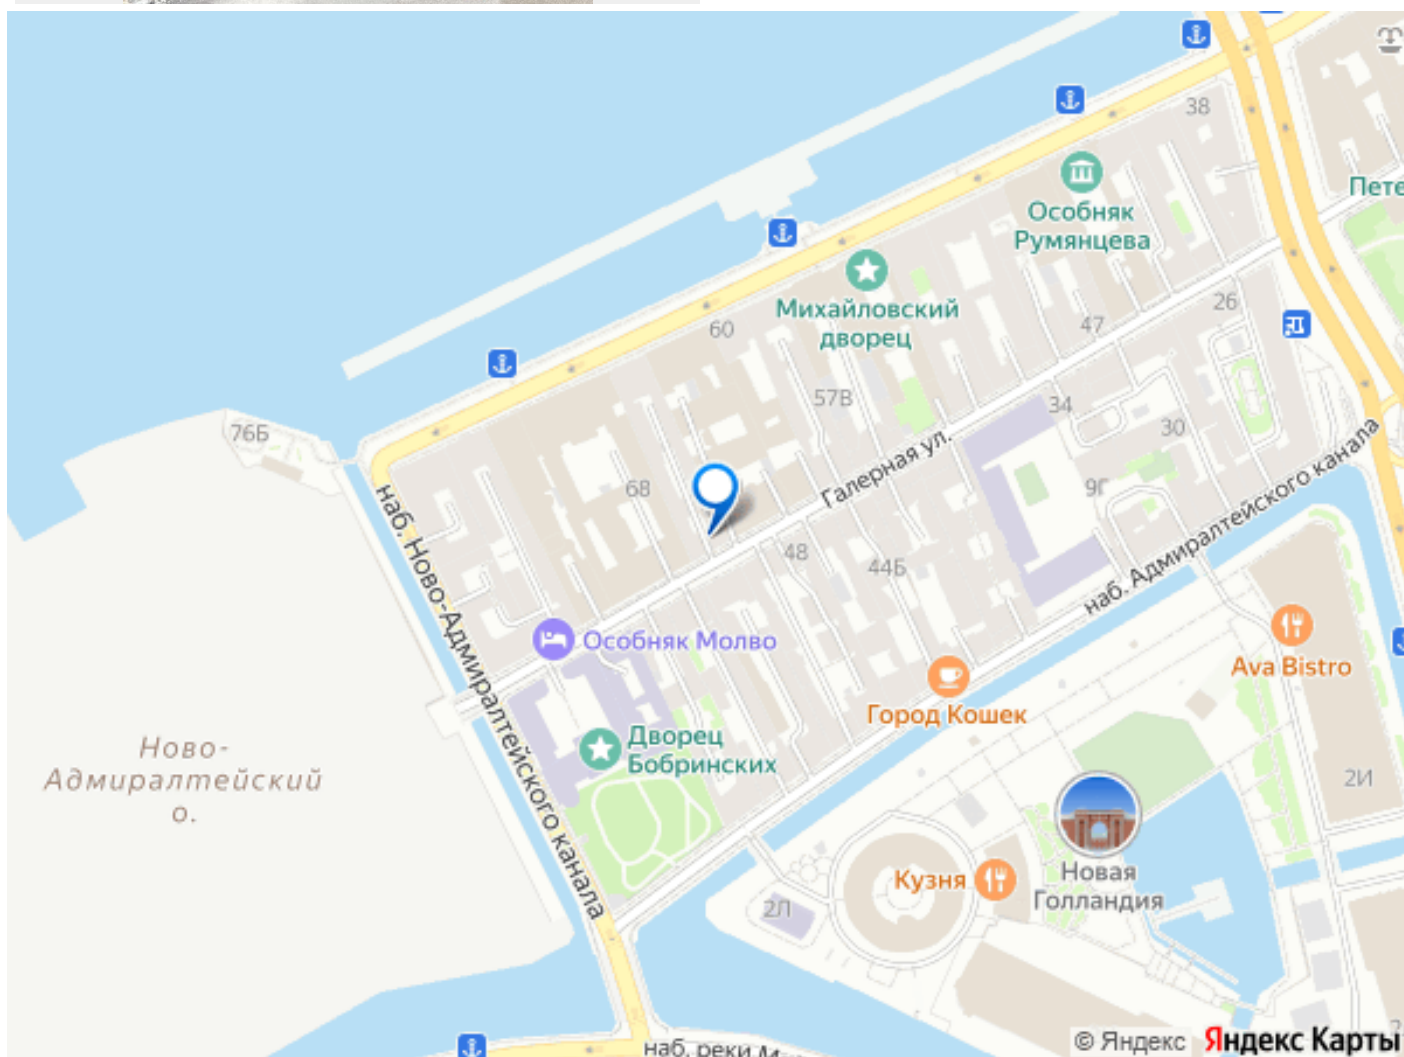 38
Пете
Особняк
Румянцева
Михайловский
дворец
60
47
26
57В
34
30
76Б
Галерная ул.
68
9Г
48
44Б
наб. Адмиралтейского канала
наб. Ново-Адмиралтейского канала
Особняк Молво
Ava Bistro
Город Кошек
Дворец
Бобринских
Ново-
Адмиралтейский
о.
2И
Кузня
Новая
Голландия
2Л
наб. реки М
© Яндекс
Яндекс Карты